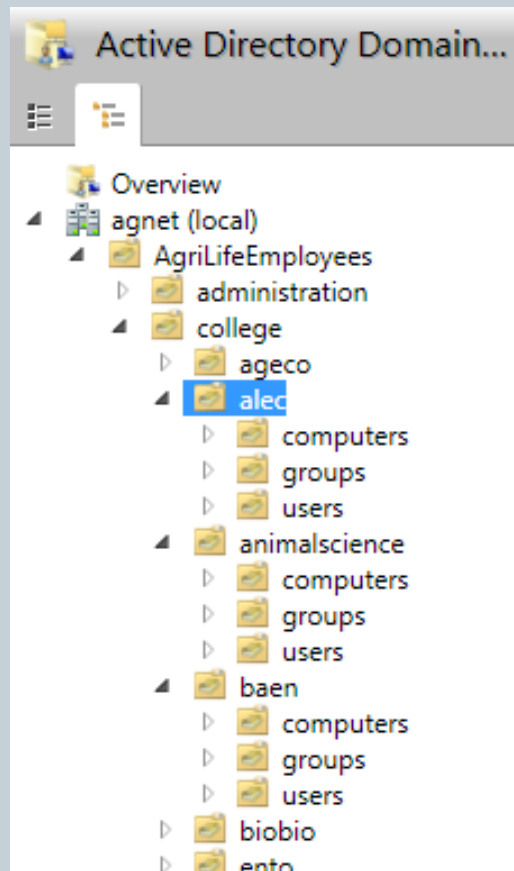 Active Directory Domain...
Overview
agnet (local)
AgriLifeEmployees
administration
college
ageco
alec
computers
groups
users
animalscience
computers
groups
users
baen
computers
groups
users
biobio
ento